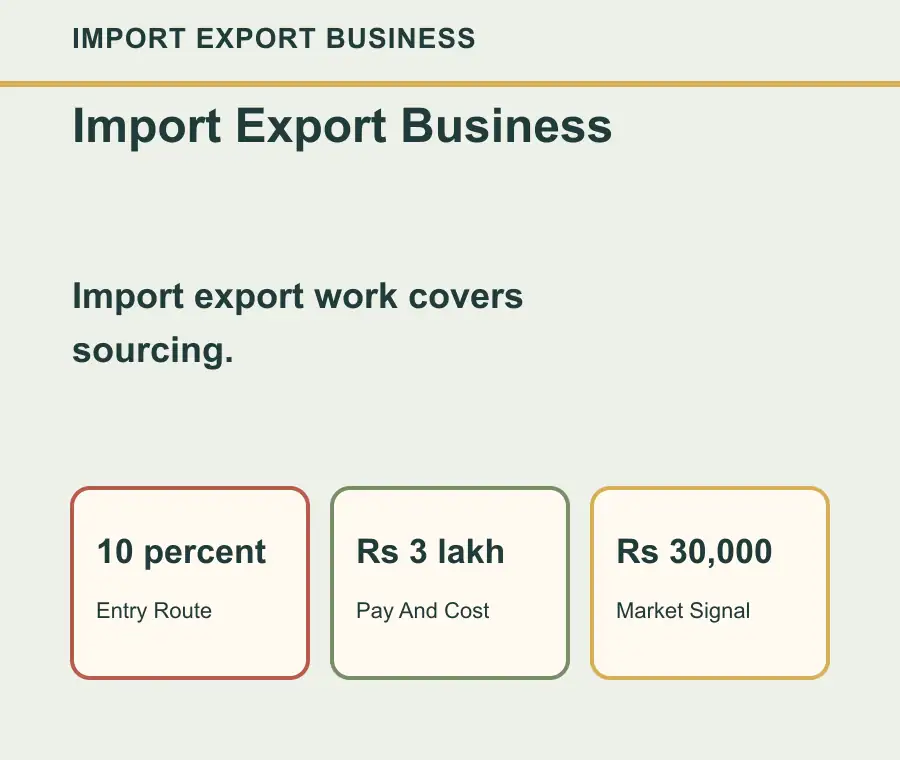 IMPORT EXPORT BUSINESS
Import Export Business
Import export work covers
sourcing.
10 percent
Entry Route
Rs 3 lakh
Pay And Cost
Rs 30,000
Market Signal